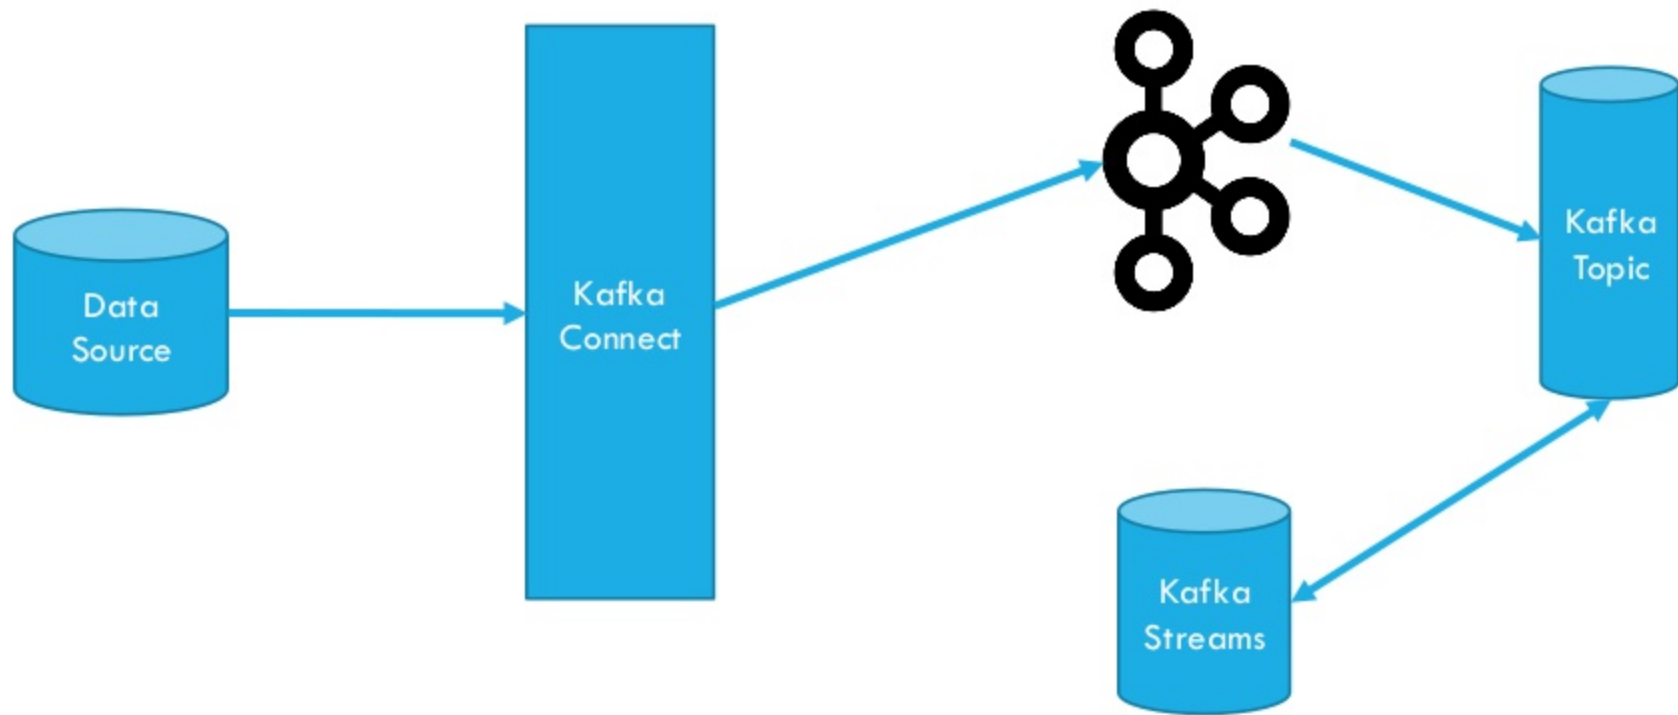 Data
Source
Kafka
Connect
Kafka
Topic
Kafka
Streams